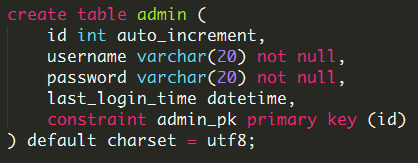 create table admin (
id int auto_increment,
username varchar(20) not null,
password varchar(20) not null,
last_login_time datetime,
constraint admin_pk primary key (id)
) default charset = utf8;